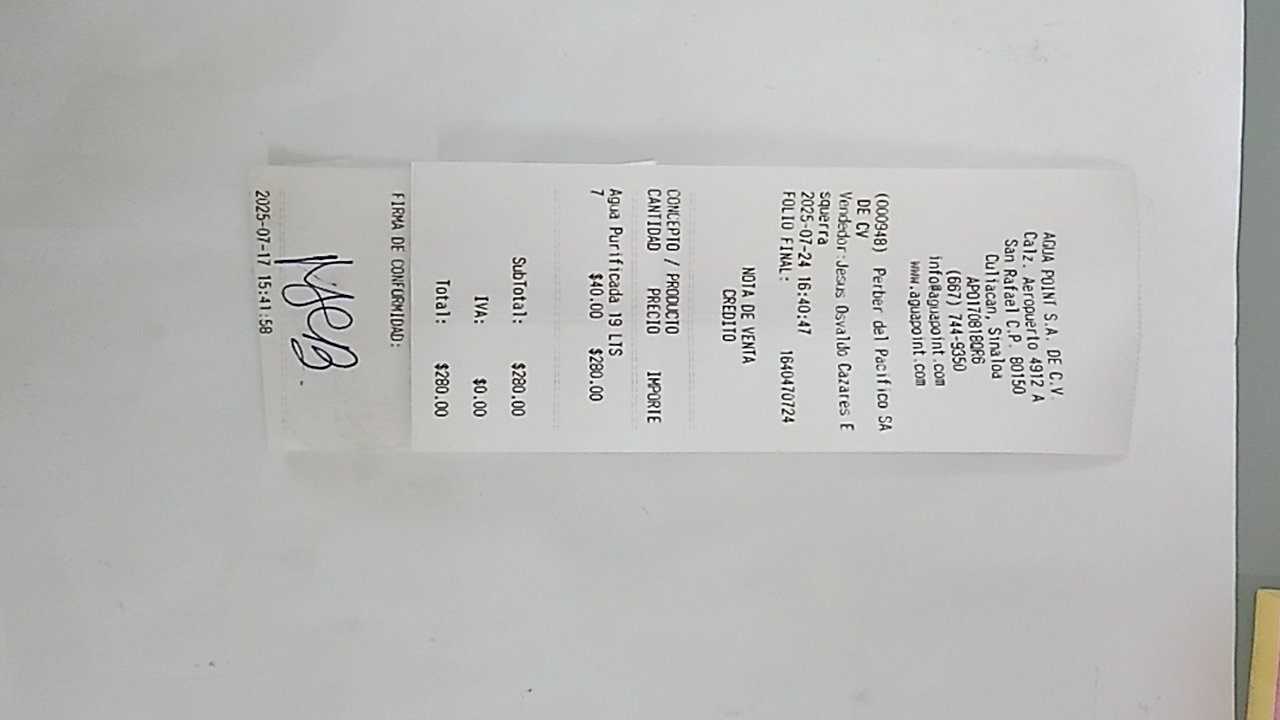 AGUA POINT S.A. DE C.V.
Calz. Aeropuerto 4912 A
San Rafael C.P. 80150
Culiacan, Sinaloa
APO170818QR6
(667) 744-9350
info@aguapoint.com
www.aguapoint.com
(000948) Perber del Pacifico SA
DE CV
Vendedor:Jesus Osvaldo Cazares E
squerra
2025-07-24 16:40:47
FOLIO FINAL: 1640470724
NOTA DE VENTA
CREDITO
CONCEPTO / PRODUCTO
CANTIDAD PRECIO IMPORTE
Agua Purificada 19 LTS
7 $40.00 $280.00
SubTotal: $280.00
IVA: $0.00
Total: $280.00
FIRMA DE CONFORMIDAD:
2025-07-17 15:41:58